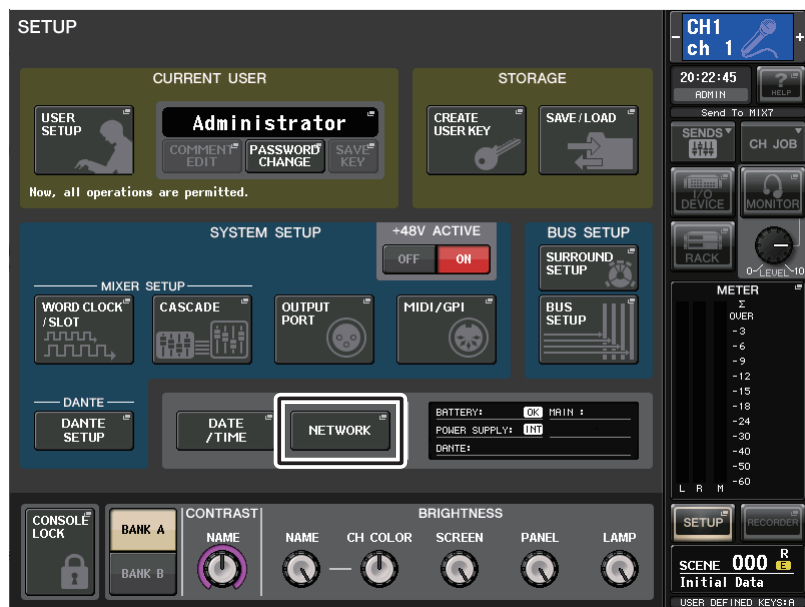 SETUP
CURRENT USER
USER
SETUP
Administrator
COMMENT
EDIT
PASSWORD
CHANGE
SAVE
KEY
Now, all operations are permitted.
STORAGE
CREATE
USER KEY
SAVE/LOAD
SYSTEM SETUP
+48V ACTIVE
OFF
ON
MIXER SETUP
WORD CLOCK
/SLOT
CASCADE
OUTPUT
PORT
MIDI/GPI
BUS SETUP
SURROUND
SETUP
BUS
SETUP
DANTE
DANTE
SETUP
DATE
/TIME
NETWORK
BATTERY: OK MAIN :
POWER SUPPLY: INT
DANTE:
CONSOLE
LOCK
BANK A
BANK B
CONTRAST
NAME
BRIGHTNESS
NAME
CH COLOR
SCREEN
PANEL
LAMP
- CH1 +
ch 1
20:22:45
ADMIN
?
HELP
Send To MIX7
SENDS
CH JOB
I/O
DEVICE
MONITOR
RACK
0 LEVEL 10
METER
Σ
OVER
-3
-6
-9
-12
-15
-18
-24
-30
-40
-50
-60
L R M
SETUP
RECORDER
SCENE 000 R
E
Initial Data
USER DEFINED KEYS:A